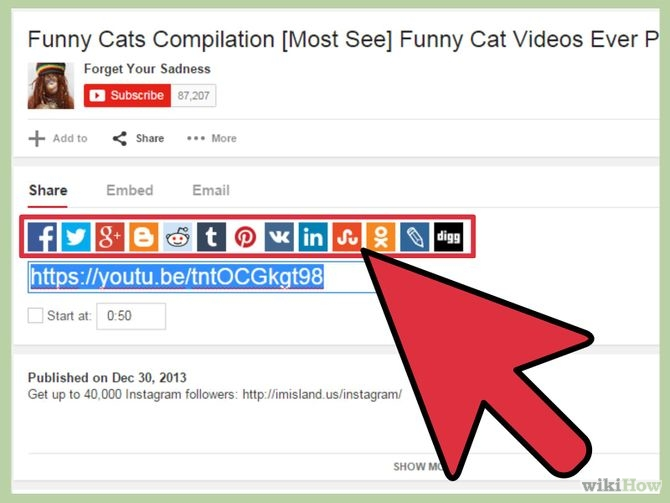 Funny Cats Compilation [Most See] Funny Cat Videos Ever P
Forget Your Sadness
Subscribe 87,207
Add to Share More
Share Embed Email
f g+ B t P VK in digg
https://youtu.be/tntOCGkgt98
Start at: 0:50
Published on Dec 30, 2013
Get up to 40,000 Instagram followers: http://imisland.us/instagram/
SHOW MO
wikiHow